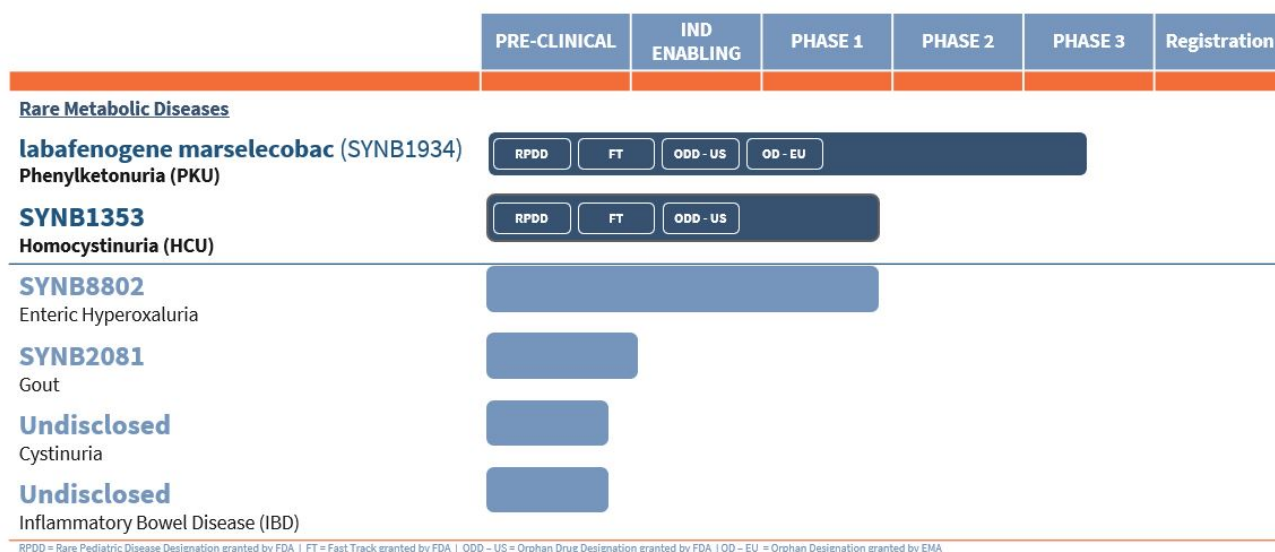 PRE-CLINICAL
IND
ENABLING
PHASE 1
PHASE 2
PHASE 3
Registration
Rare Metabolic Diseases
labafenogene marselecobac (SYNB1934)
Phenylketonuria (PKU)
RPDD
FT
ODD - US
OD - EU
SYNB1353
Homocystinuria (HCU)
RPDD
FT
ODD - US
SYNB8802
Enteric Hyperoxaluria
SYNB2081
Gout
Undisclosed
Cystinuria
Undisclosed
Inflammatory Bowel Disease (IBD)
RPDD = Rare Pediatric Disease Designation granted by FDA | FT = Fast Track granted by FDA | ODD – US = Orphan Drug Designation granted by FDA | OD – EU = Orphan Designation granted by EMA